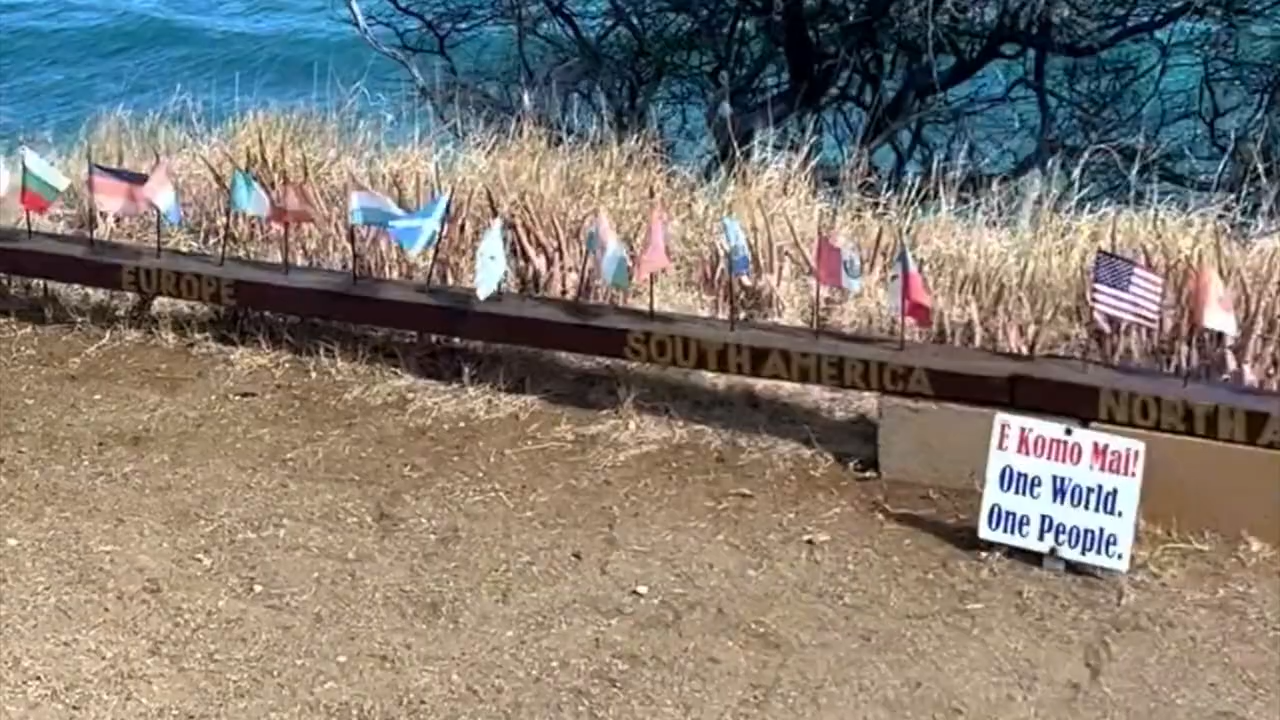 EUROPE
SOUTH AMERICA
NORTH A
E Komo Mai!
One World.
One People.